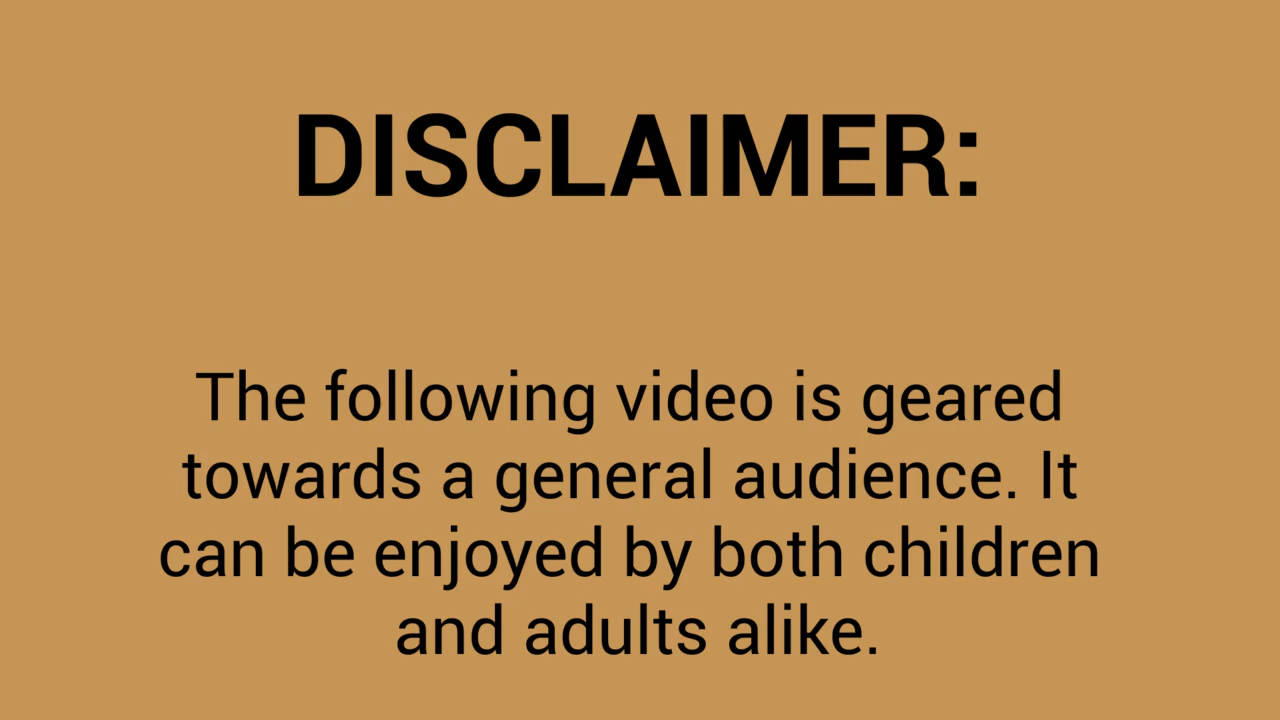 DISCLAIMER:
The following video is geared
towards a general audience. It
can be enjoyed by both children
and adults alike.